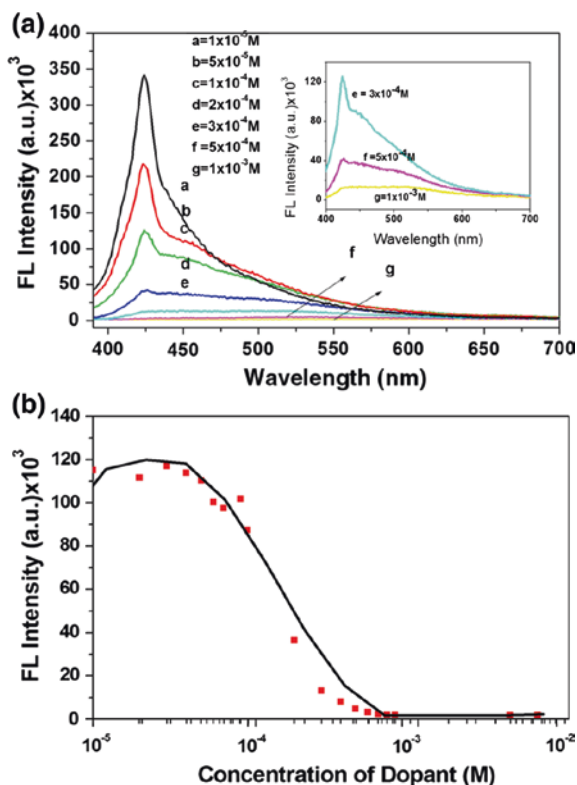 (a)
400
350
300
250
200
150
100
50
0
FL Intensity (a.u.)x10³
a=1x10⁻⁵M
b=5x10⁻⁵M
c=1x10⁻⁴M
d=2x10⁻⁴M
e=3x10⁻⁴M
f =5x10⁻⁴M
g=1x10⁻³M
a
b
c
d
e
f
g
120
80
40
0
FL Intensity (a.u.)x10³
e = 3x10⁻⁴M
f =5x10⁻⁴M
g=1x10⁻³M
400 500 600 700
Wavelength (nm)
400 450 500 550 600 650 700
Wavelength (nm)
(b)
140
120
100
80
60
40
20
0
FL Intensity (a.u.)x10³
10⁻⁵ 10⁻⁴ 10⁻³ 10⁻²
Concentration of Dopant (M)